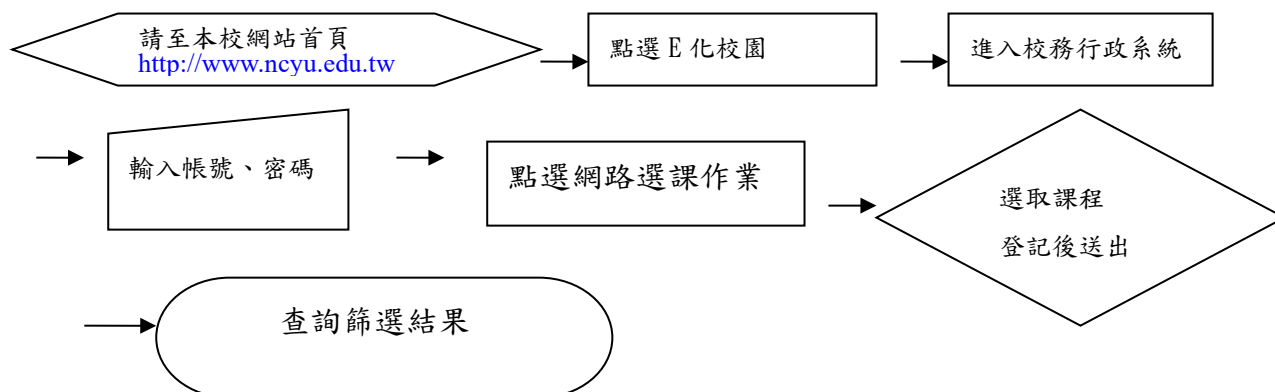 請至本校網站首頁
http://www.ncyu.edu.tw
點選 E 化校園
進入校務行政系統
輸入帳號、密碼
點選網路選課作業
選取課程
登記後送出
查詢篩選結果